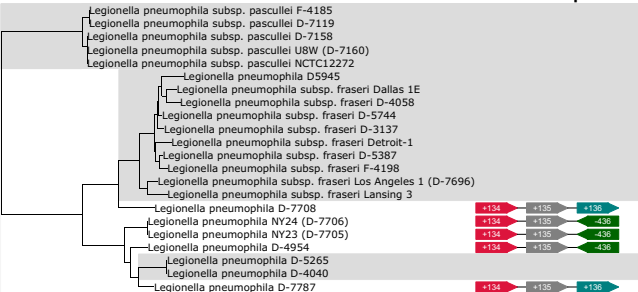 Legionella pneumophila subsp. pascullei F-4185
Legionella pneumophila subsp. pascullei D-7119
Legionella pneumophila subsp. pascullei D-7158
Legionella pneumophila subsp. pascullei U8W (D-7160)
Legionella pneumophila subsp. pascullei NCTC12272
Legionella pneumophila D5945
Legionella pneumophila subsp. fraseri Dallas 1E
Legionella pneumophila subsp. fraseri D-4058
Legionella pneumophila subsp. fraseri D-5744
Legionella pneumophila subsp. fraseri D-3137
Legionella pneumophila subsp. fraseri Detroit-1
Legionella pneumophila subsp. fraseri D-5387
Legionella pneumophila subsp. fraseri F-4198
Legionella pneumophila subsp. fraseri Los Angeles 1 (D-7696)
Legionella pneumophila subsp. fraseri Lansing 3
Legionella pneumophila D-7708 +134 +135 +136
Legionella pneumophila NY24 (D-7706) +134 +135 -436
Legionella pneumophila NY23 (D-7705) +134 +135 -436
Legionella pneumophila D-4954 +134 +135 -436
Legionella pneumophila D-5265
Legionella pneumophila D-4040
Legionella pneumophila D-7787 +134 +135 +136